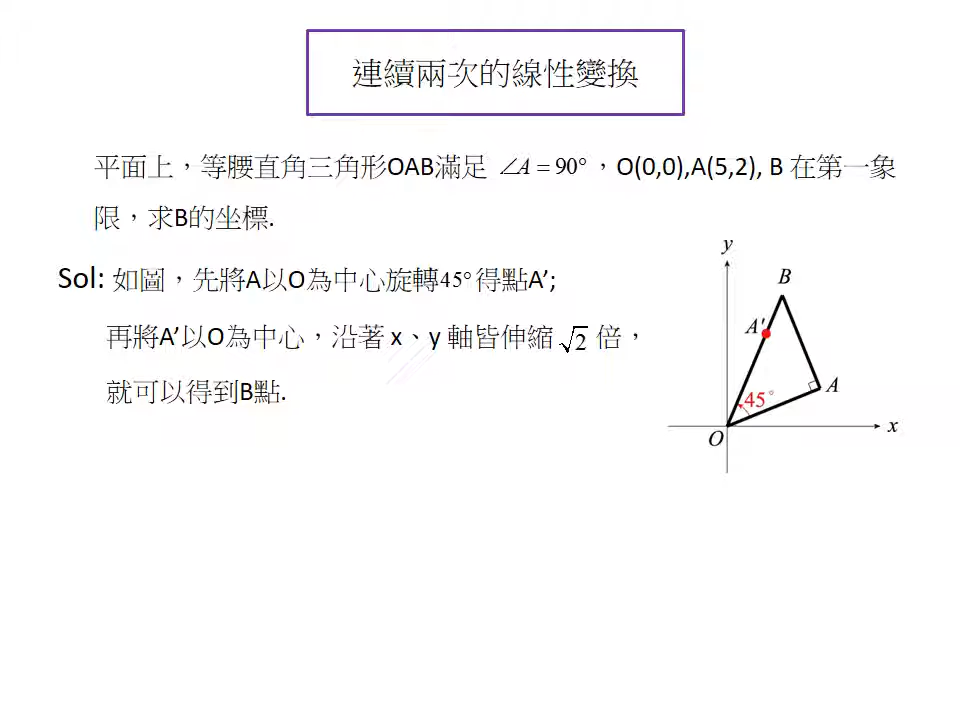 連續兩次的線性變換
平面上，等腰直角三角形OAB滿足 ∠A = 90°，O(0,0),A(5,2), B 在第一象
限，求B的坐標.
Sol: 如圖，先將A以O為中心旋轉45°得點A’;
再將A’以O為中心，沿著 x、y 軸皆伸縮 √2 倍，
就可以得到B點.
y
B
A'
A
45°
x
O